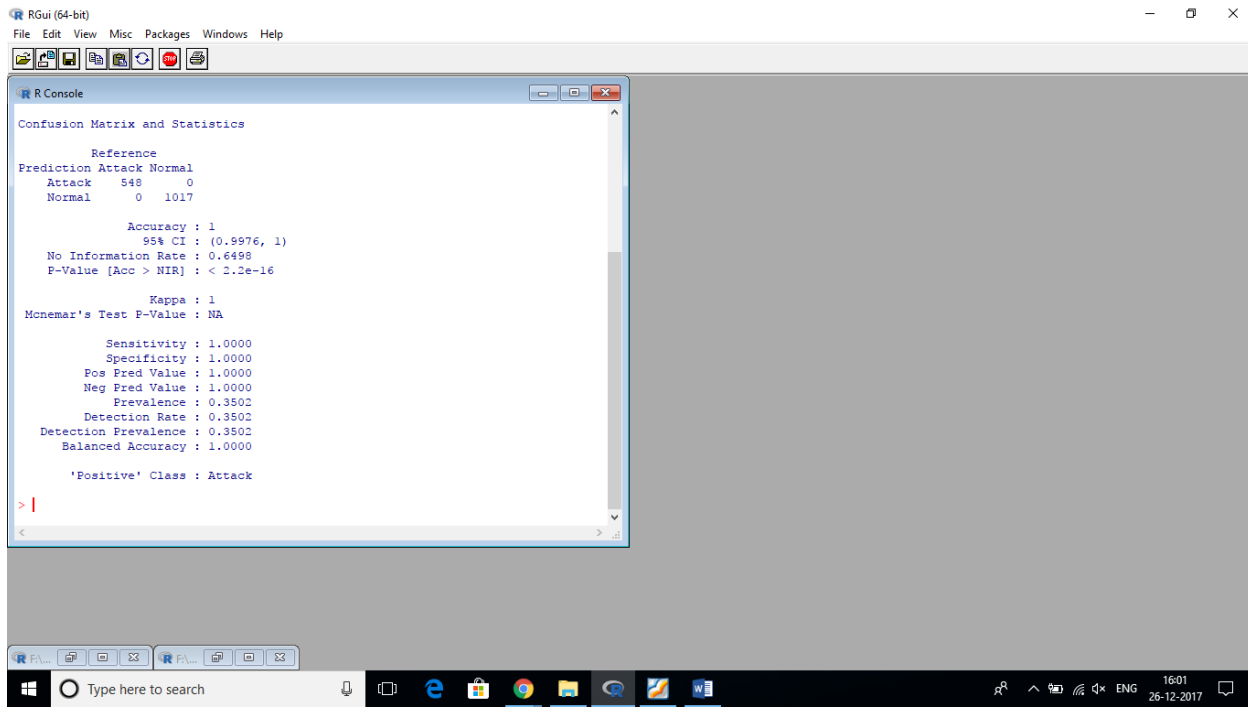 RGui (64-bit)
File Edit View Misc Packages Windows Help
STOP
R Console
Confusion Matrix and Statistics
Reference
Prediction Attack Normal
Attack 548 0
Normal 0 1017
Accuracy : 1
95% CI : (0.9976, 1)
No Information Rate : 0.6498
P-Value [Acc > NIR] : < 2.2e-16
Kappa : 1
Mcnemar's Test P-Value : NA
Sensitivity : 1.0000
Specificity : 1.0000
Pos Pred Value : 1.0000
Neg Pred Value : 1.0000
Prevalence : 0.3502
Detection Rate : 0.3502
Detection Prevalence : 0.3502
Balanced Accuracy : 1.0000
'Positive' Class : Attack
>
F:\... F:\...
Type here to search
ENG
16:01
26-12-2017